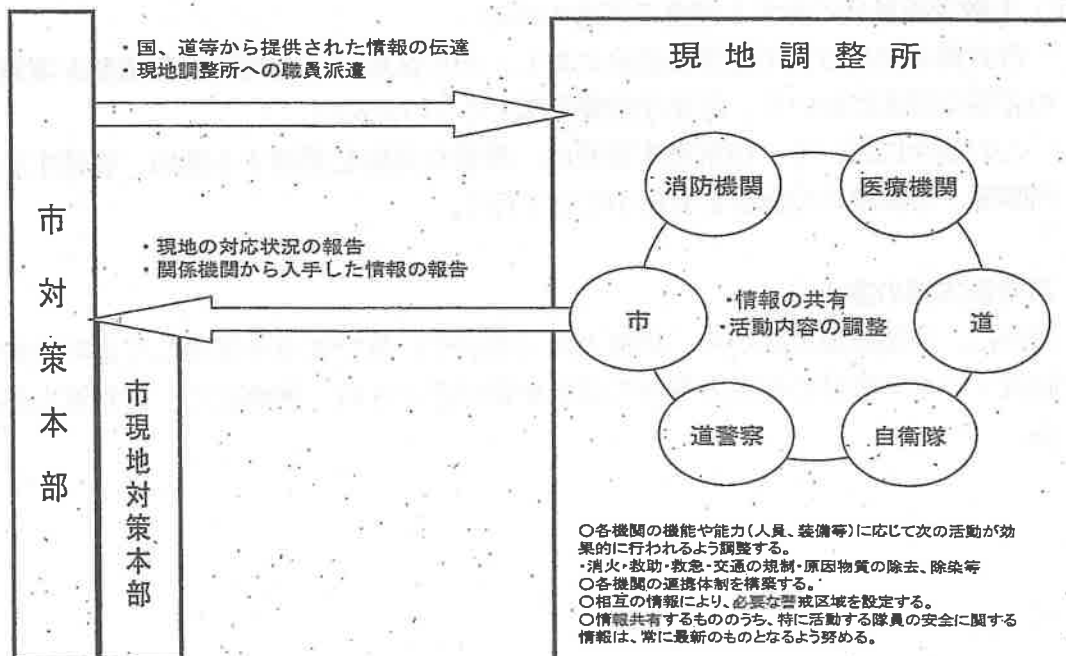 市対策本部
市現地対策本部
・国、道等から提供された情報の伝達
現地調整所への職員派遣
・現地の対応状況の報告
・関係機関から入手した情報の報告
現地調整所
消防機関
医療機関
市
・情報の共有
・活動内容の調整
道
道警察
自衛隊
〇各機関の機能や能力(人員、装備等)に応じて次の活動が効
果的に行われるよう調整する。
・消火・救助・救急・交通の規制・原因物質の除去、除染等
〇各機関の連携体制を構築する。
〇相互の情報により、必要な警戒区域を設定する。
〇情報共有するもののうち、特に活動する隊員の安全に関する
情報は、常に最新のものとなるよう努める。